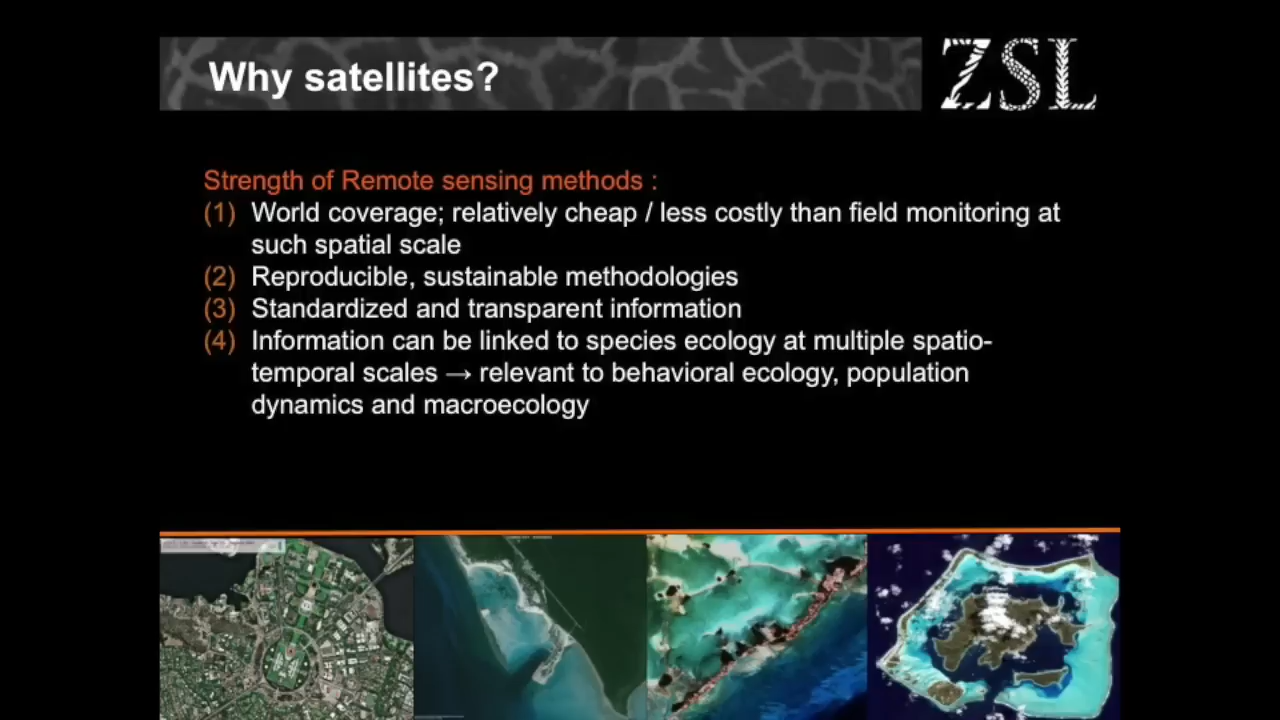 Why satellites?
ZSL
Strength of Remote sensing methods :
(1) World coverage; relatively cheap / less costly than field monitoring at
such spatial scale
(2) Reproducible, sustainable methodologies
(3) Standardized and transparent information
(4) Information can be linked to species ecology at multiple spatio-
temporal scales → relevant to behavioral ecology, population
dynamics and macroecology